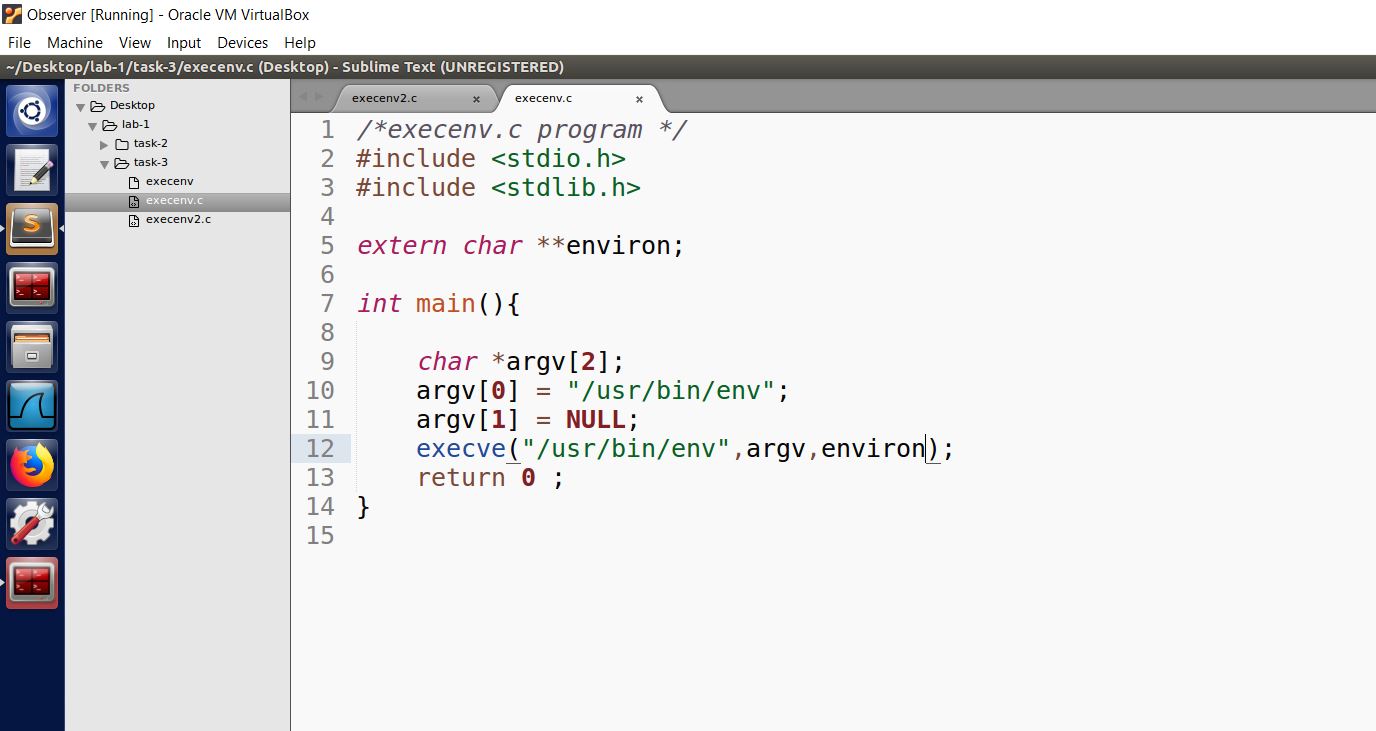 Observer [Running] - Oracle VM VirtualBox
File Machine View Input Devices Help
~/Desktop/lab-1/task-3/execenv.c (Desktop) - Sublime Text (UNREGISTERED)
FOLDERS
Desktop
lab-1
task-2
task-3
execenv
execenv.c
execenv2.c
execenv2.c × execenv.c ×
1 /*execenv.c program */
2 #include <stdio.h>
3 #include <stdlib.h>
4
5 extern char **environ;
6
7 int main(){
8
9 char *argv[2];
10 argv[0] = "/usr/bin/env";
11 argv[1] = NULL;
12 execve("/usr/bin/env",argv,environ);
13 return 0 ;
14 }
15